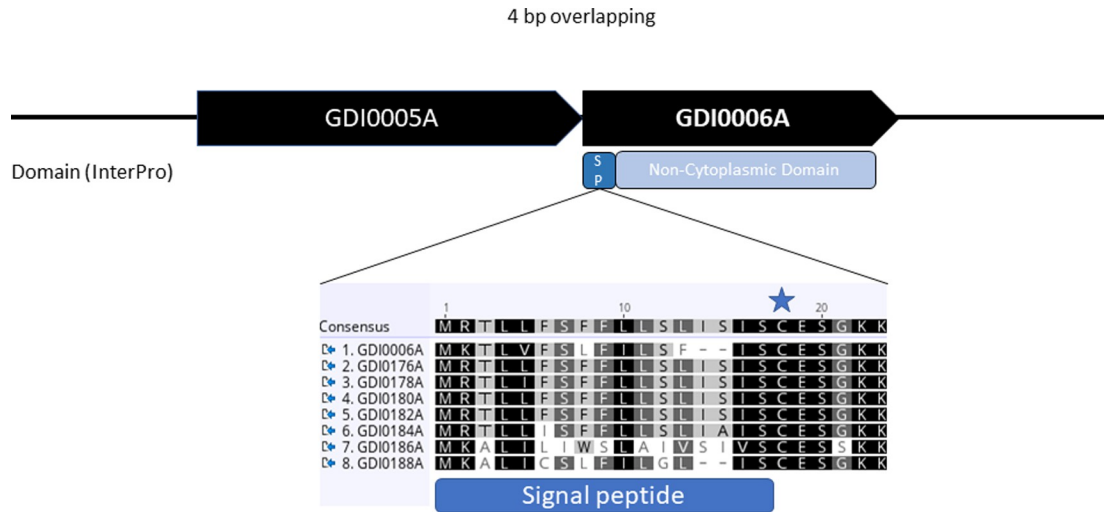 4 bp overlapping
GDI0005A
GDI0006A
Domain (InterPro)
S
P
Non-Cytoplasmic Domain
1 10 20
Consensus M R T L L F S F F L L S L I S I S C E S G K K
1. GDI0006A M K T L V F S L F I L S F - - I S C E S G K K
2. GDI0176A M R T L L F S F F L L S L I S I S C E S G K K
3. GDI0178A M R T L I F S F F L L S L I S I S C E S G K K
4. GDI0180A M R T L L F S F F L L S L I S I S C E S G K K
5. GDI0182A M R T L L F S F F L L S L I S I S C E S G K K
6. GDI0184A M R T L L I S F F L L S L I A I S C E S G K K
7. GDI0186A M K A L I L I W S L A I V S I V S C E S S K K
8. GDI0188A M K A L I C S L F I L G L - - I S C E S G K K
Signal peptide